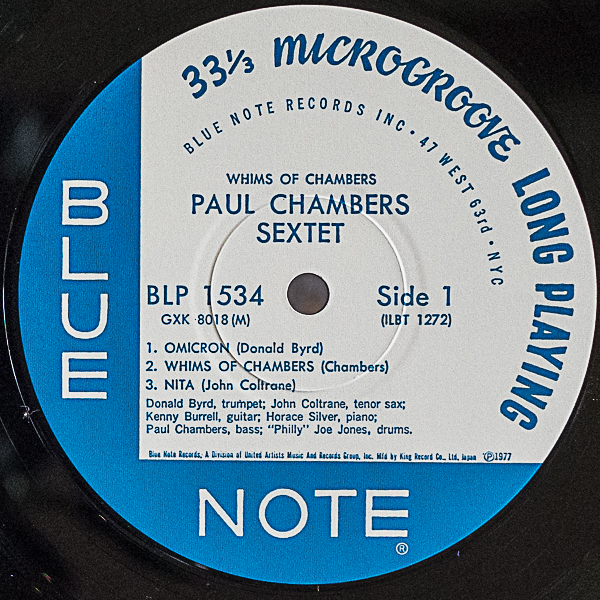 33⅓ MICROGROOVE LONG PLAYING
BLUE NOTE RECORDS INC • 47 WEST 63rd • NYC
WHIMS OF CHAMBERS
PAUL CHAMBERS
SEXTET
BLP 1534 Side 1
GXK 8018 (M) (ILBT 1272)
1. OMICRON (Donald Byrd)
2. WHIMS OF CHAMBERS (Chambers)
3. NITA (John Coltrane)
Donald Byrd, trumpet; John Coltrane, tenor sax;
Kenny Burrell, guitar; Horace Silver, piano;
Paul Chambers, bass; “Philly” Joe Jones, drums.
Blue Note Records, A Division of United Artists Music And Records Group, Inc. Mfd by King Record Co., Ltd, Japan ℗1977
BLUE
NOTE
®